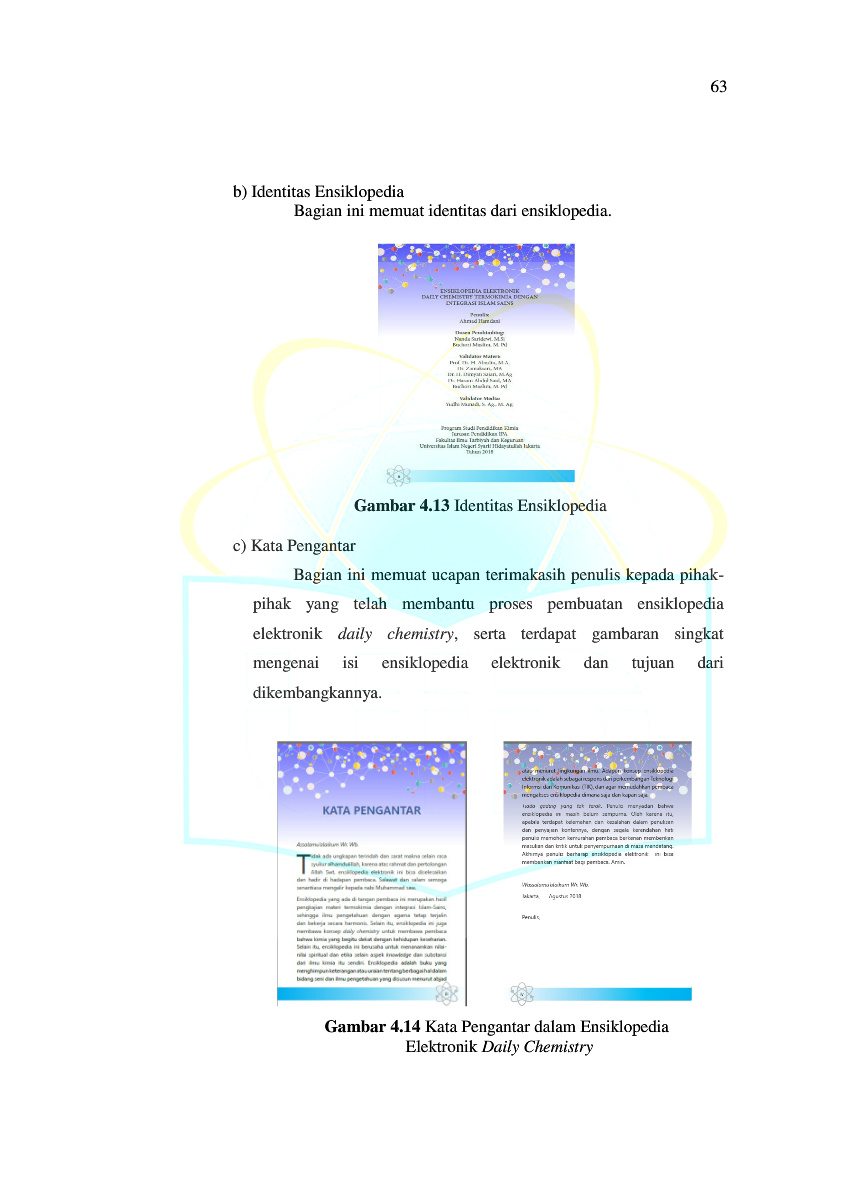 63
b) Identitas Ensiklopedia
Bagian ini memuat identitas dari ensiklopedia.
ENSIKLOPEDIA ELEKTRONIK
DAILY CHEMISTRY TERMOKIMIA DENGAN
INTEGRASI ISLAM SAINS
Penulis:
Ahmad Hamdani
Dosen Pembimbing:
Nanda Saridewi, M.Si
Buchori Muslim, M. Pd
Validator Materi:
Prof. Dr. H. M.A
Dr. Zamaksari, MA
Dr. H. Dimyati Sajari, M.Ag
Dr. Hasani Abdul Said, MA
Buchori Muslim, M. Pd
Validator Media:
Yudhi Munadi, S. Ag., M. Ag.
Program Studi Pendidikan Kimia
Jurusan Pendidikan IPA
Fakultas Ilmu Tarbiyah dan Keguruan
Universitas Islam Negeri Syarif Hidayatullah Jakarta
Tahun 2018
Gambar 4.13 Identitas Ensiklopedia
c) Kata Pengantar
Bagian ini memuat ucapan terimakasih penulis kepada pihak-
pihak yang telah membantu proses pembuatan ensiklopedia
elektronik daily chemistry, serta terdapat gambaran singkat
mengenai isi ensiklopedia elektronik dan tujuan dari
dikembangkannya.
KATA PENGANTAR
Assalamu'alaikum Wr. Wb.
Tidak ada ungkapan terindah dan sarat makna selain rasa
syukur alhamdulillah, karena atas rahmat dan pertolongan
Allah Swt, ensiklopedia elektronik ini bisa diselesaikan
dan hadir di hadapan pembaca. Salawat dan salam semoga
senantiasa mengalir kepada nabi Muhammad saw.
Ensiklopedia yang ada di tangan pembaca ini merupakan hasil
pengkajian materi termokimia dengan integrasi Islam-Sains,
sehingga ilmu pengetahuan dengan agama tetap terjalin
dan bekerja secara harmono. Selain itu, ensiklopedia ini juga
membawa konsep daily chemistry untuk membawa pembaca
bahwa kimia yang begitu dekat dengan kehidupan keseharian.
Selain itu, ensiklopedia ini berusaha untuk menanamkan nilai-
nilai spiritual dan etika selain aspek knowledge dan substansi
dari ilmu kimia itu sendiri. Ensiklopedia adalah buku yang
menghimpun keterangan atau uraian tentang berbagai hal dalam
bidang seni dan ilmu pengetahuan yang disusun menurut abjad
atau menurut lingkungan ilmu. Adapun konsep ensiklopedia
elektronik adalah sebagai respons dari perkembangan Teknologi
Informasi dan Komunikasi (TIK), dan agar memudahkan pembaca
mengakses ensiklopedia dimana saja dan kapan saja.
Tiada gading yang tak retak. Penulis menyadari bahwa
ensiklopedia ini masih belum sempurna. Oleh karena itu,
apabila terdapat kelemahan dan kesalahan dalam penulisan
dan penyajian kontennya, dengan segala kerendahan hati
penulis memohon kemurahan pembaca berkenan memberikan
masukan dan kritik untuk penyempurnaan di masa mendatang.
Akhirnya penulis berharap ensiklopedia elektronik ini bisa
memberikan manfaat bagi pembaca. Amin.
Wassalamu'alaikum Wr. Wb.
Jakarta, Agustus 2018
Penulis,
Gambar 4.14 Kata Pengantar dalam Ensiklopedia
Elektronik Daily Chemistry